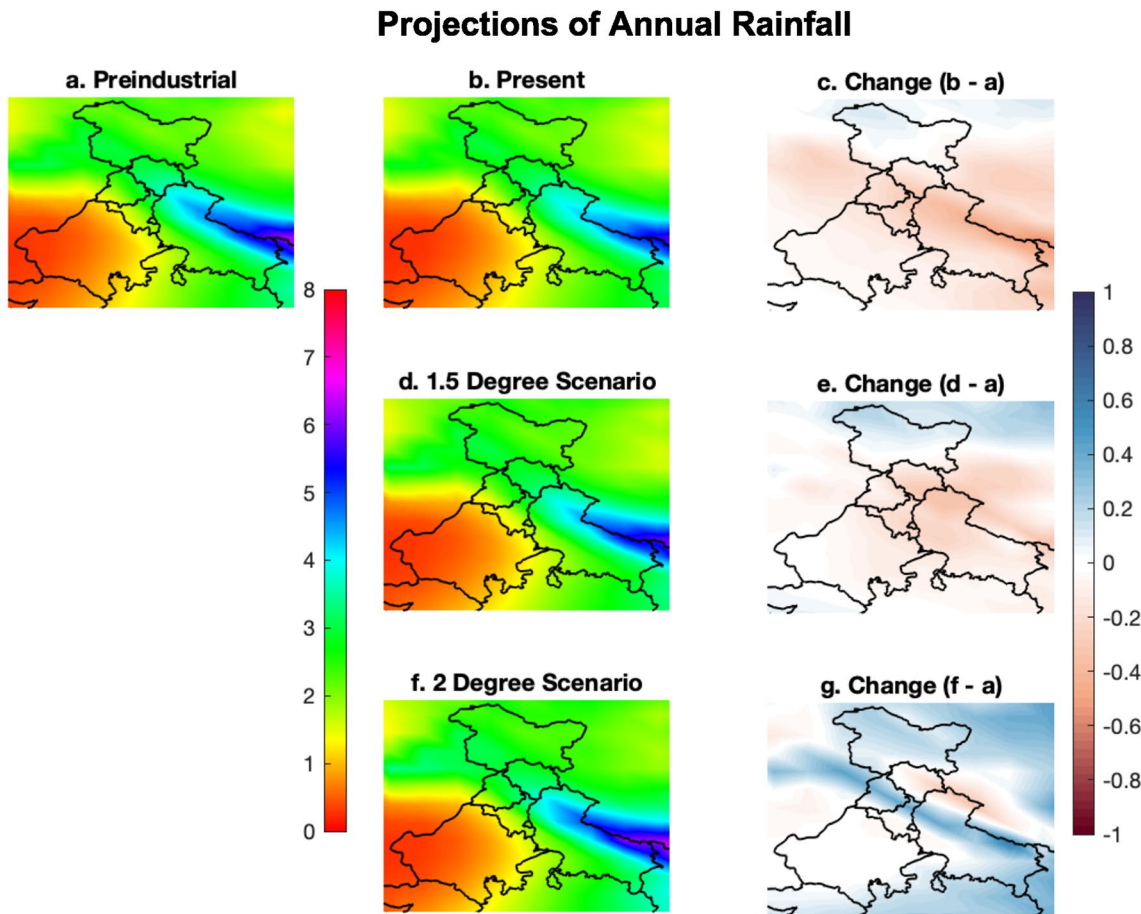 Projections of Annual Rainfall
a. Preindustrial
b. Present
c. Change (b - a)
8
7
6
5
4
3
2
1
0
d. 1.5 Degree Scenario
e. Change (d - a)
1
0.8
0.6
0.4
0.2
0
-0.2
-0.4
-0.6
-0.8
-1
f. 2 Degree Scenario
g. Change (f - a)